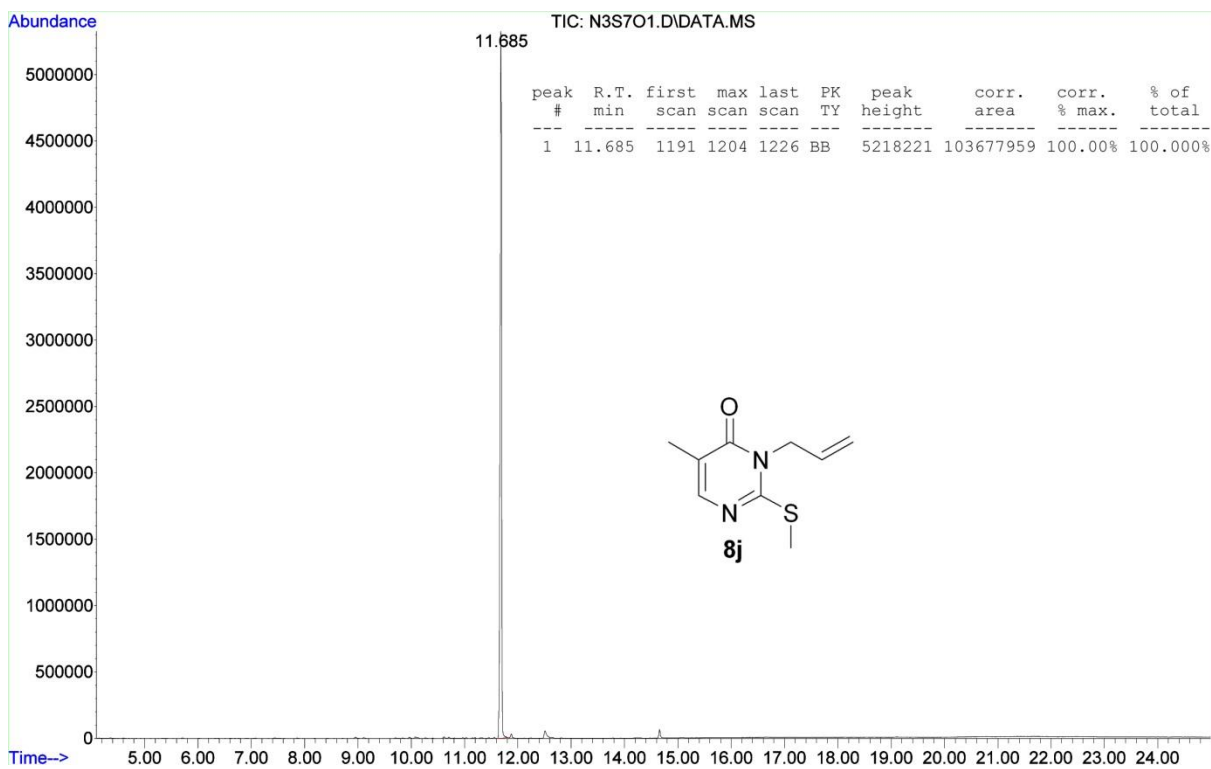 Abundance
TIC: N3S7O1.D\DATA.MS
11.685
peak R.T. first max last PK peak corr. corr. % of
# min scan scan scan TY height area % max. total
--- ----- ----- ---- ---- --- ------- ------- ------ -------
1 11.685 1191 1204 1226 BB 5218221 103677959 100.00% 100.000%
5000000
4500000
4000000
3500000
3000000
2500000
2000000
1500000
1000000
500000
0
O
N
N
S
8j
Time-->
5.00 6.00 7.00 8.00 9.00 10.00 11.00 12.00 13.00 14.00 15.00 16.00 17.00 18.00 19.00 20.00 21.00 22.00 23.00 24.00